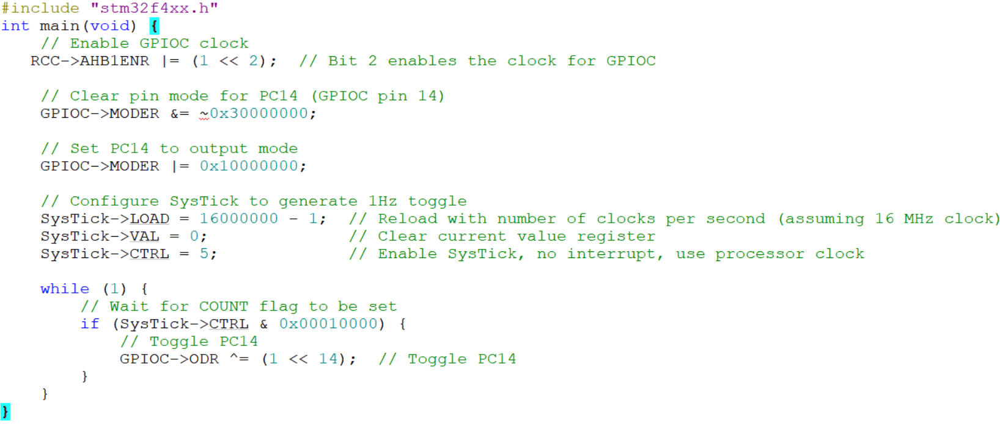 #include "stm32f4xx.h"
int main(void) {
    // Enable GPIOC clock
   RCC->AHB1ENR |= (1 << 2);  // Bit 2 enables the clock for GPIOC

    // Clear pin mode for PC14 (GPIOC pin 14)
    GPIOC->MODER &= ~0x30000000;

    // Set PC14 to output mode
    GPIOC->MODER |= 0x10000000;

    // Configure SysTick to generate 1Hz toggle
    SysTick->LOAD = 16000000 - 1;  // Reload with number of clocks per second (assuming 16 MHz clock)
    SysTick->VAL = 0;              // Clear current value register
    SysTick->CTRL = 5;             // Enable SysTick, no interrupt, use processor clock

    while (1) {
        // Wait for COUNT flag to be set
        if (SysTick->CTRL & 0x00010000) {
            // Toggle PC14
            GPIOC->ODR ^= (1 << 14);  // Toggle PC14
        }
    }
}